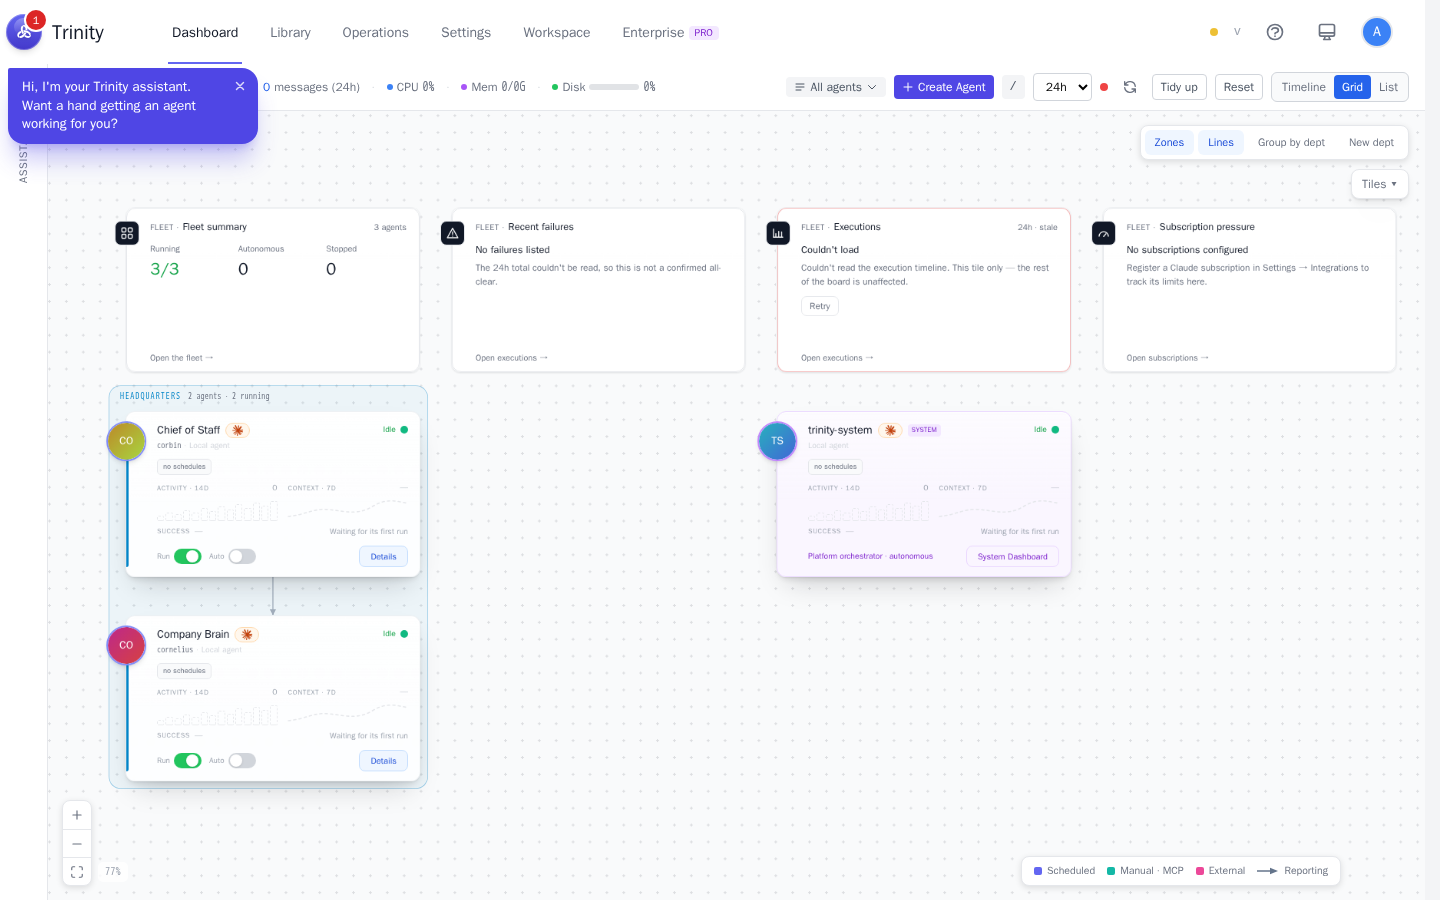 1
Trinity
Dashboard
Library
Operations
Settings
Workspace
Enterprise PRO
V
A
Hi, I'm your Trinity assistant.
Want a hand getting an agent
working for you?
0 messages (24h)
· CPU 0%
· Mem 0/0G
· Disk 0%
All agents
+ Create Agent
/
24h
Tidy up
Reset
Timeline
Grid
List
Zones
Lines
Group by dept
New dept
Tiles ▾
FLEET · Fleet summary 3 agents
Running Autonomous Stopped
3/3 0 0
Open the fleet →
FLEET · Recent failures
No failures listed
The 24h total couldn't be read, so this is not a confirmed all-
clear.
Open executions →
FLEET · Executions 24h · stale
Couldn't load
Couldn't read the execution timeline. This tile only — the rest
of the board is unaffected.
Retry
Open executions →
FLEET · Subscription pressure
No subscriptions configured
Register a Claude subscription in Settings → Integrations to
track its limits here.
Open subscriptions →
HEADQUARTERS 2 agents · 2 running
CO
Chief of Staff Idle
corbin · Local agent
no schedules
ACTIVITY · 14D 0 CONTEXT · 7D —
SUCCESS — Waiting for its first run
Run Auto Details
TS
trinity-system SYSTEM Idle
Local agent
no schedules
ACTIVITY · 14D 0 CONTEXT · 7D —
SUCCESS — Waiting for its first run
Platform orchestrator · autonomous System Dashboard
CO
Company Brain Idle
cornelius · Local agent
no schedules
ACTIVITY · 14D 0 CONTEXT · 7D —
SUCCESS — Waiting for its first run
Run Auto Details
+
−
77%
Scheduled Manual · MCP External Reporting